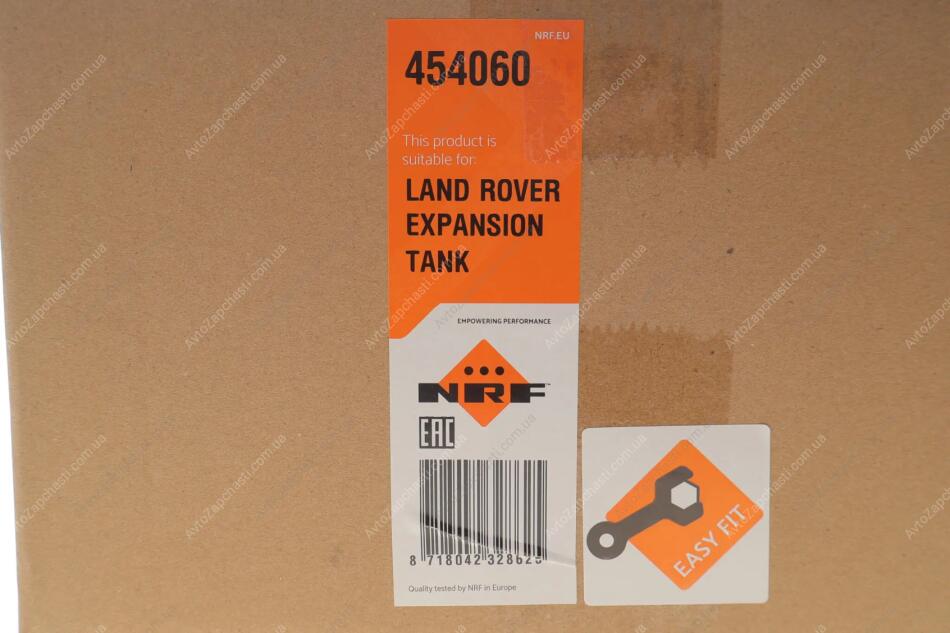 NRF.EU
454060
This product is
suitable for:
LAND ROVER
EXPANSION
TANK
EMPOWERING PERFORMANCE
NRF™
EAC
8 718042 328625
Quality tested by NRF in Europe
EASY FIT
AvtoZapchasti.com.ua